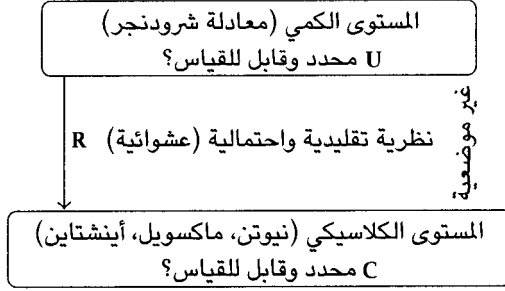 المستوى الكمي (معادلة شرودنجر)
U محدد وقابل للقياس؟
R نظرية تقليدية واحتمالية (عشوائية)
غير موضعية
المستوى الكلاسيكي (نيوتن، ماكسويل، أينشتاين)
C محدد وقابل للقياس؟